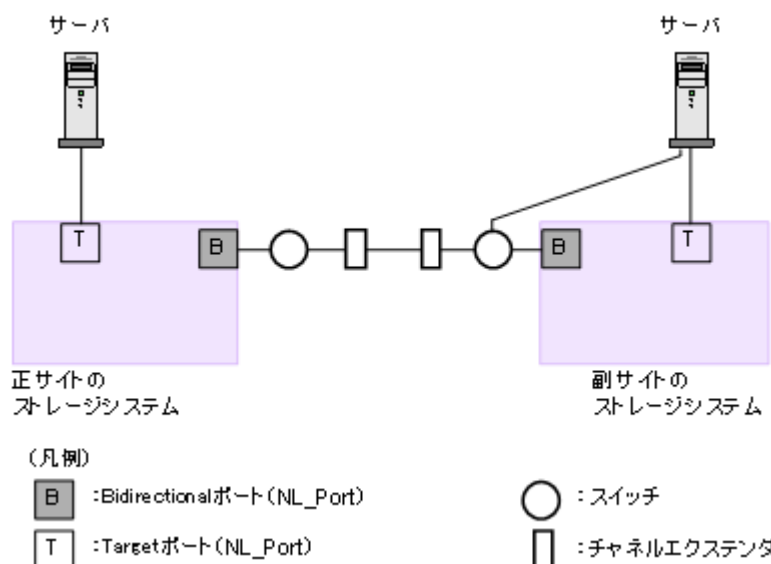 サーバ
サーバ
T
B
B
T
正サイトの
ストレージシステム
副サイトの
ストレージシステム
(凡例)
B :Bidirectionalポート(NL_Port)
:スイッチ
T :Targetポート(NL_Port)
:チャネルエクステンダ